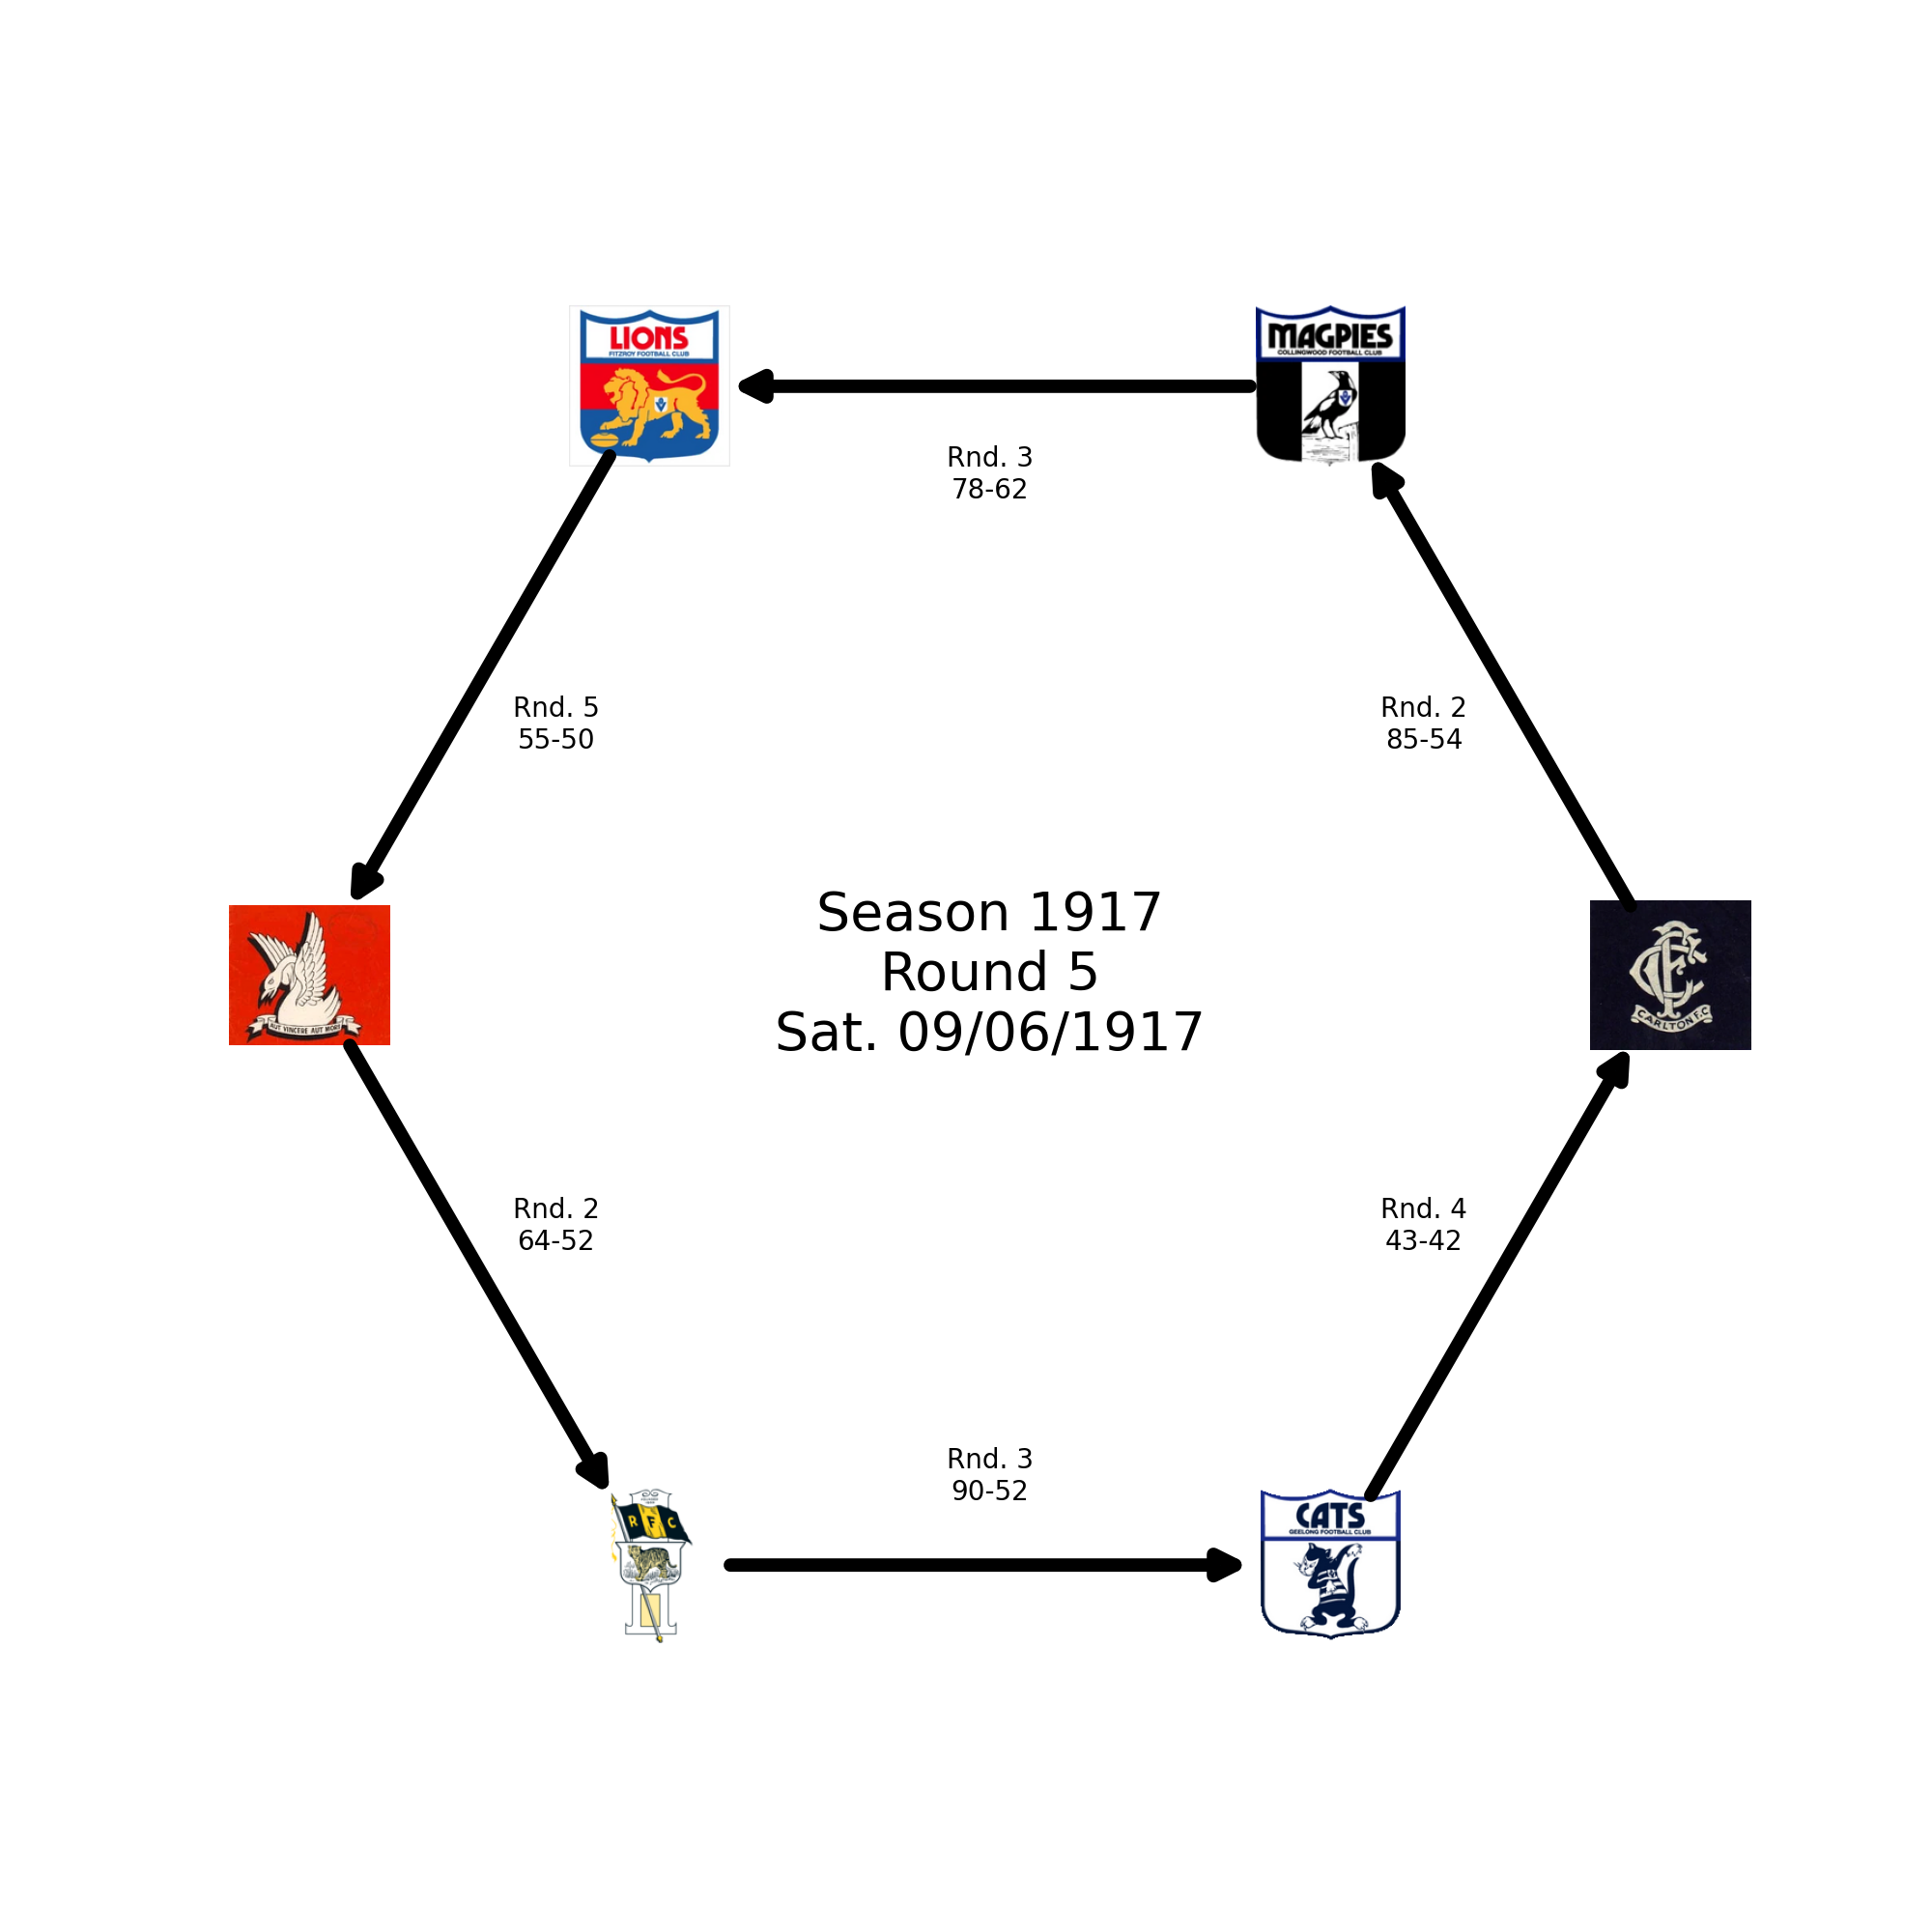 LIONS
FITZROY FOOTBALL CLUB
MAGPIES
COLLINGWOOD FOOTBALL CLUB
Rnd. 3
78-62
Rnd. 5
55-50
Rnd. 2
85-54
Season 1917
Round 5
Sat. 09/06/1917
AUT VINCERE AUT MORI
CFC
CARLTON F.C
Rnd. 2
64-52
Rnd. 4
43-42
Rnd. 3
90-52
R F C
CATS
GEELONG FOOTBALL CLUB